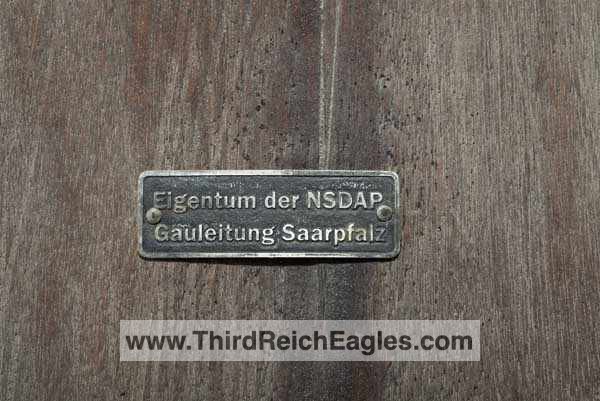 Eigentum der NSDAP
Gauleitung Saarpfalz
www.ThirdReichEagles.com